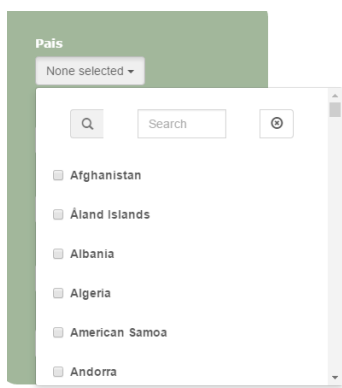 Pais
None selected
Search
Afghanistan
Åland Islands
Albania
Algeria
American Samoa
Andorra